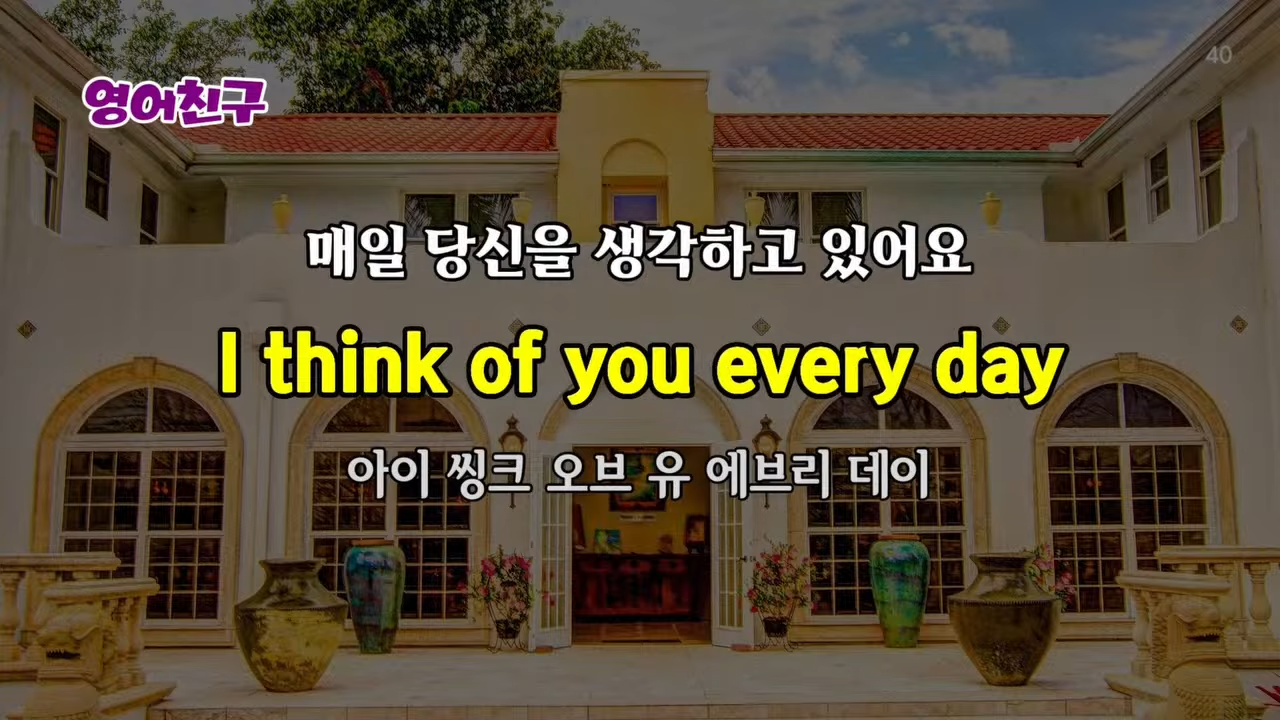 40
영어친구
매일 당신을 생각하고 있어요
I think of you every day
아이 씽크 오브 유 에브리 데이